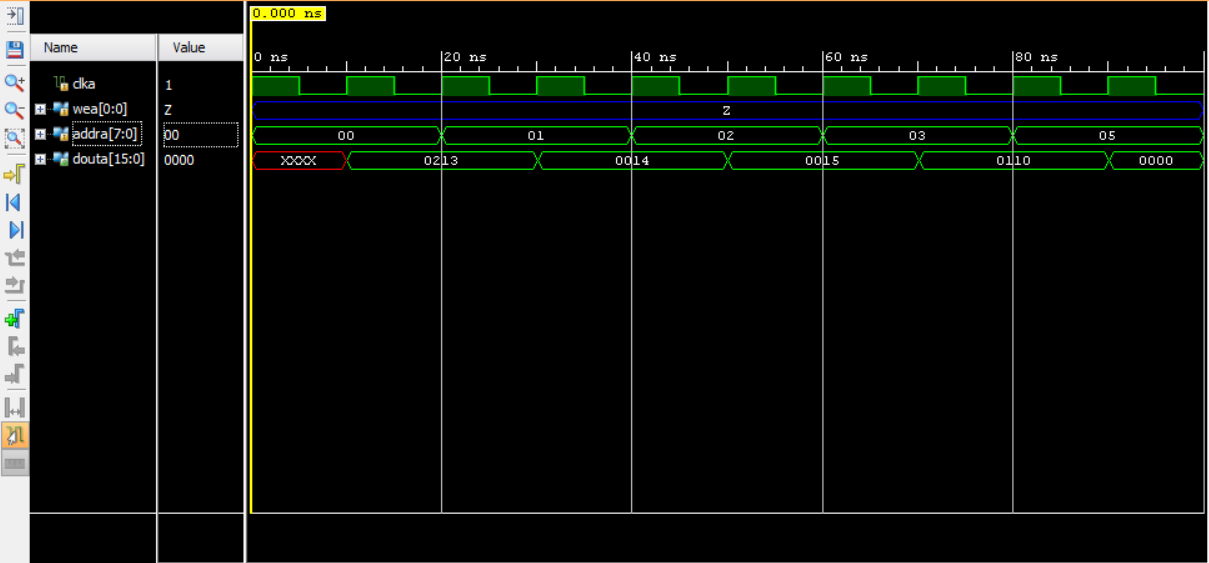 0.000 ns
Name Value
0 ns 20 ns 40 ns 60 ns 80 ns
clka 1
wea[0:0] Z Z
addra[7:0] 00 00 01 02 03 05
douta[15:0] 0000 XXXX 0213 0014 0015 0110 0000